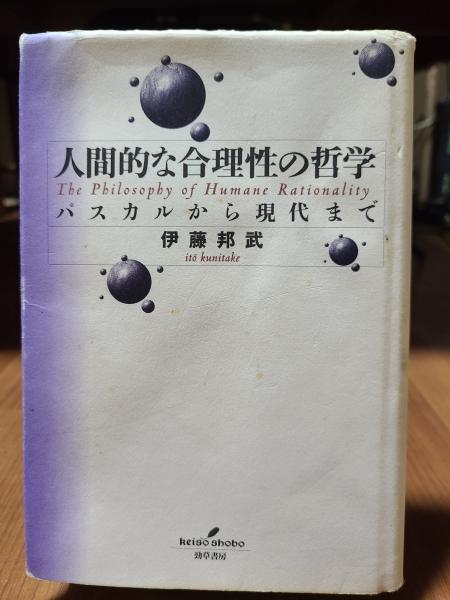 人間的な合理性の哲学
The Philosophy of Humane Rationality
パスカルから現代まで
伊藤邦武
itō kunitake
keisō shobo
勁草書房